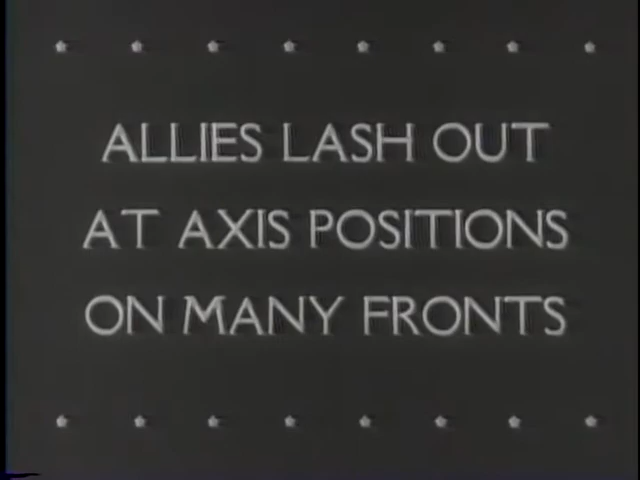 ALLIES LASH OUT
AT AXIS POSITIONS
ON MANY FRONTS